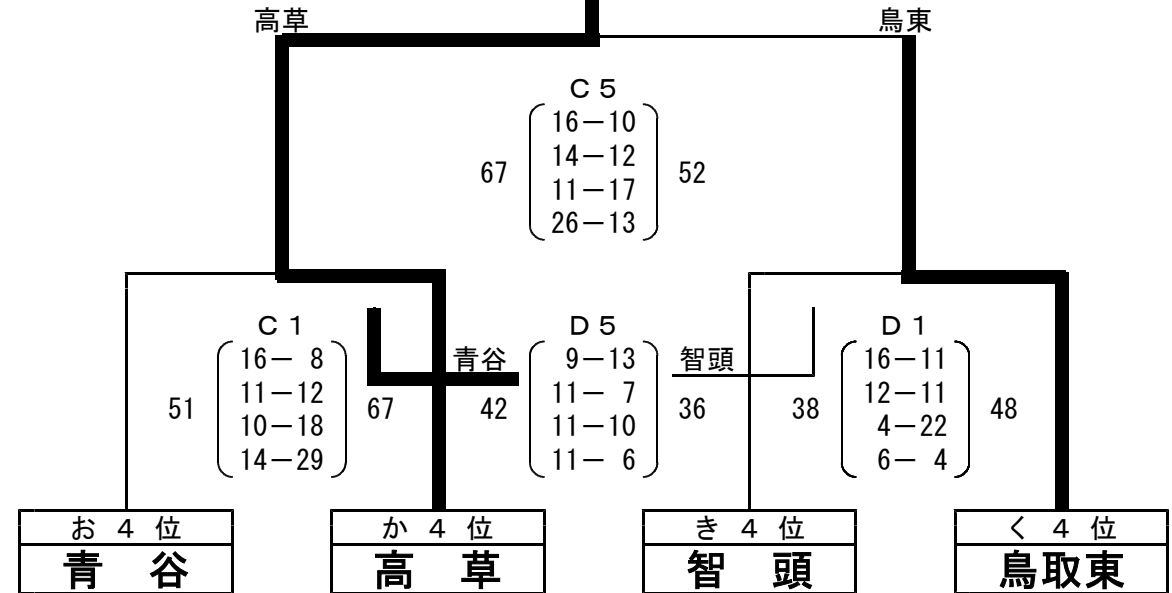 高草 鳥東
C5
16-10
14-12
67 52
11-17
26-13
C1 D5 D1
16- 8 青谷 9-13 智頭 16-11
11-12 11- 7 12-11
51 67 42 36 38 48
10-18 11-10 4-22
14-29 11- 6 6- 4
お4位 か4位 き4位 く4位
青谷 高草 智頭 鳥取東